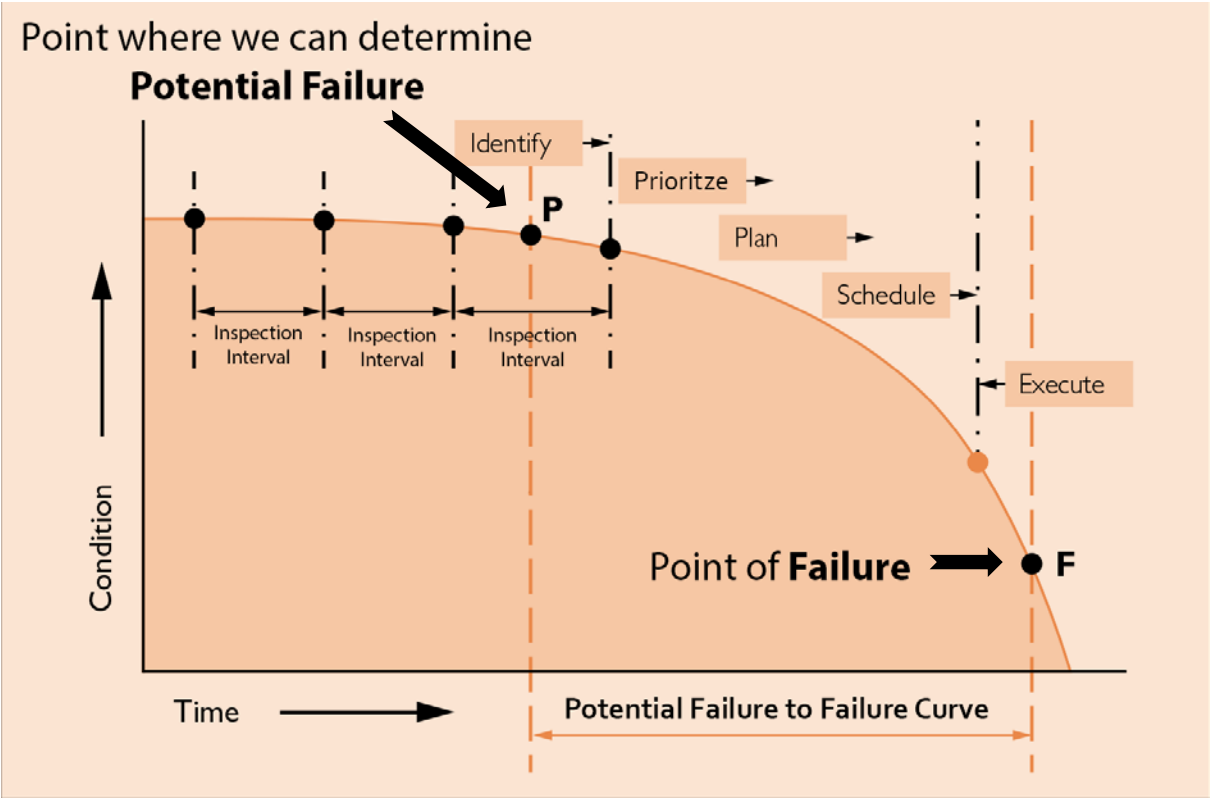 Point where we can determine
Potential Failure
Identify
Prioritze
P
Plan
Schedule
Inspection
Interval
Inspection
Interval
Inspection
Interval
Execute
Condition
Point of Failure
F
Time
Potential Failure to Failure Curve